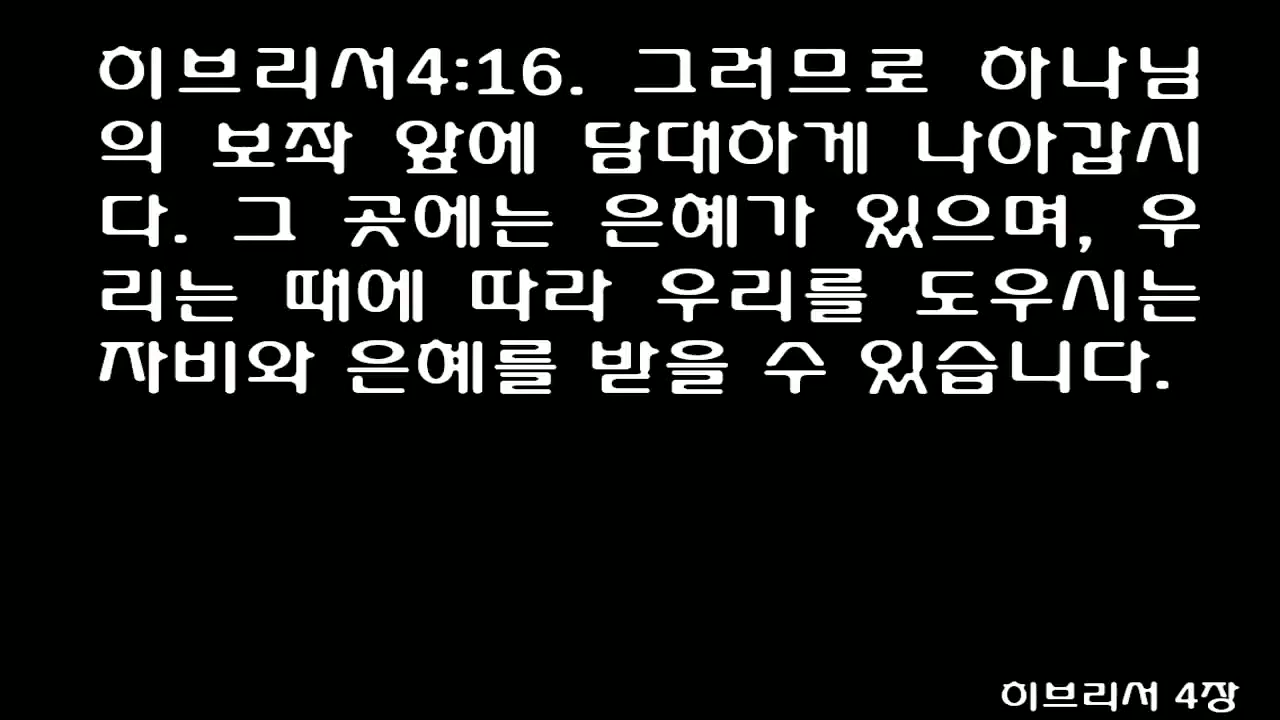 히브리서4:16. 그러므로 하나님
의 보좌 앞에 담대하게 나아갑시
다. 그 곳에는 은혜가 있으며, 우
리는 때에 따라 우리를 도우시는
자비와 은혜를 받을 수 있습니다.
히브리서 4장